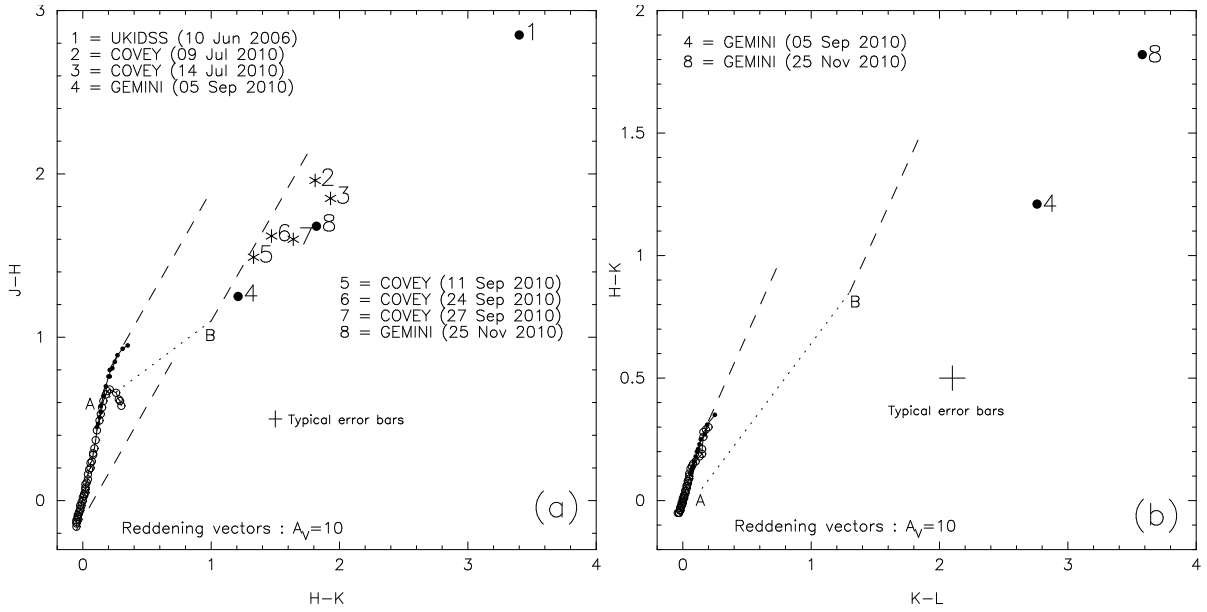 3
2
1
0
J−H
0
1
2
3
4
H−K
1 = UKIDSS (10 Jun 2006)
2 = COVEY (09 Jul 2010)
3 = COVEY (14 Jul 2010)
4 = GEMINI (05 Sep 2010)
1
2
3
8
6
7
5
4
5 = COVEY (11 Sep 2010)
6 = COVEY (24 Sep 2010)
7 = COVEY (27 Sep 2010)
8 = GEMINI (25 Nov 2010)
B
A
Typical error bars
(a)
Reddening vectors : AV=10
2
1.5
1
0.5
0
H−K
0
1
2
3
4
K−L
4 = GEMINI (05 Sep 2010)
8 = GEMINI (25 Nov 2010)
8
4
B
Typical error bars
A
(b)
Reddening vectors : AV=10